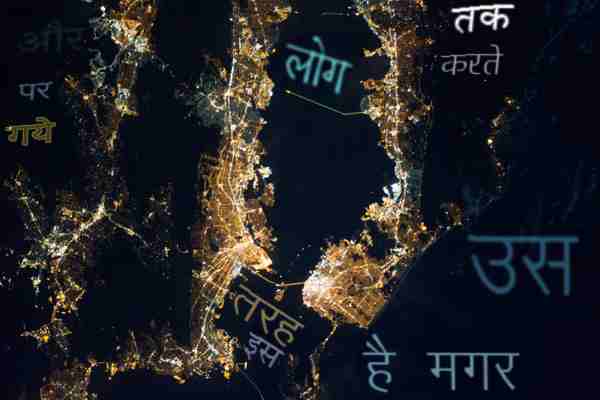 और
तक
लोग
करते
पर
गये
उस
तरह
इस
है मगर